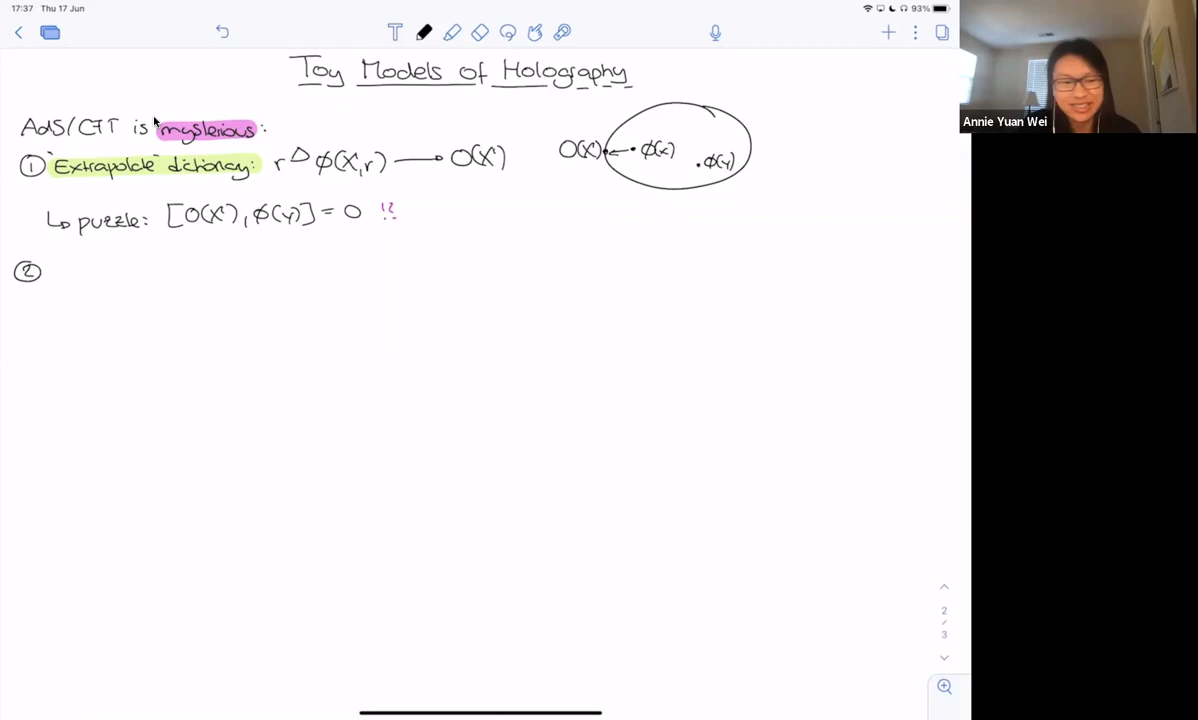 17:37 Thu 17 Jun
93%
Toy Models of Holography
AdS/CFT is mysterious:
① "Extrapolate" dictionary: r^Δ φ(X,r) ⟶ O(X)
O(X) ← φ(x)
φ(y)
↳ puzzle: [O(X), φ(y)] = 0 !?
②
2
/
3
Annie Yuan Wei